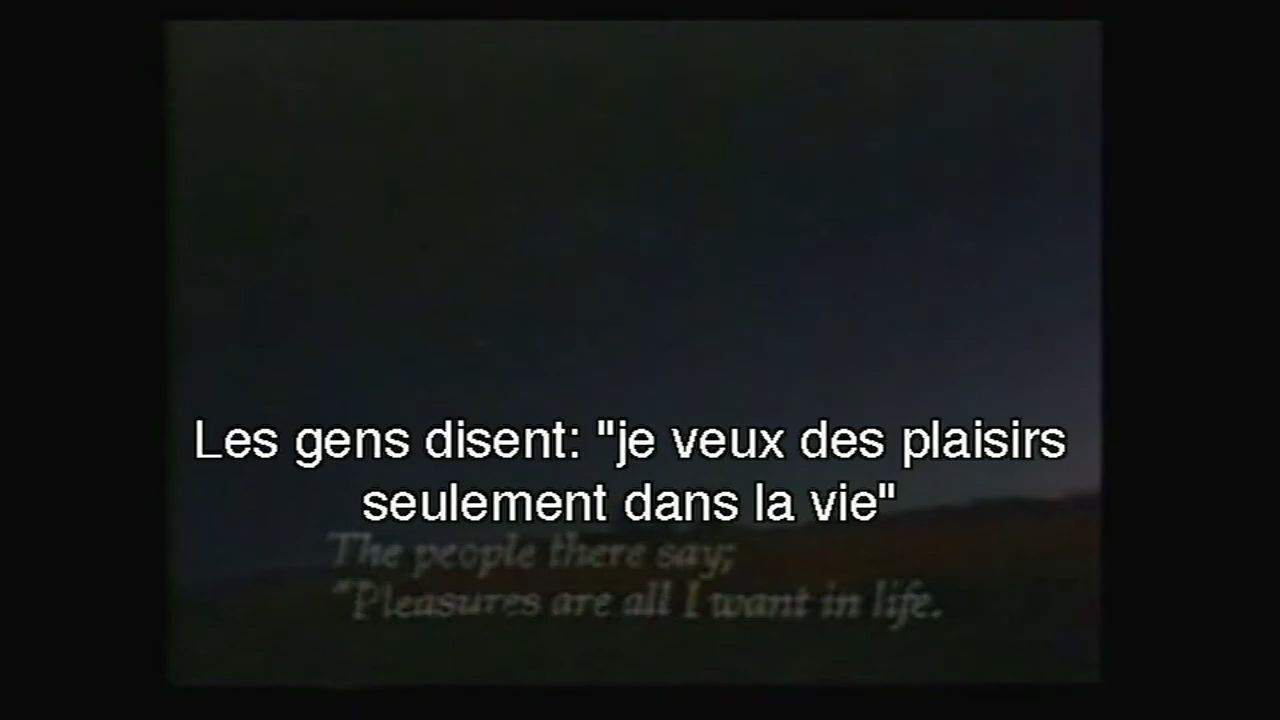 Les gens disent: "je veux des plaisirs
seulement dans la vie"
The people there say;
"Pleasures are all I want in life.